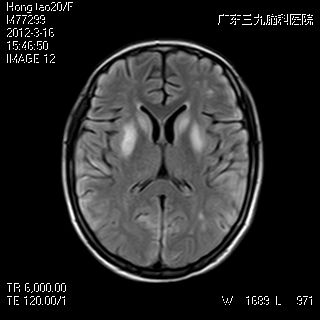 Hong tao20/F
M77299
2012-3-16
15:46:50
IMAGE 12
广东三九脑科医院
TR 6,000.00
TE 120.00/1
W 1689 L 971